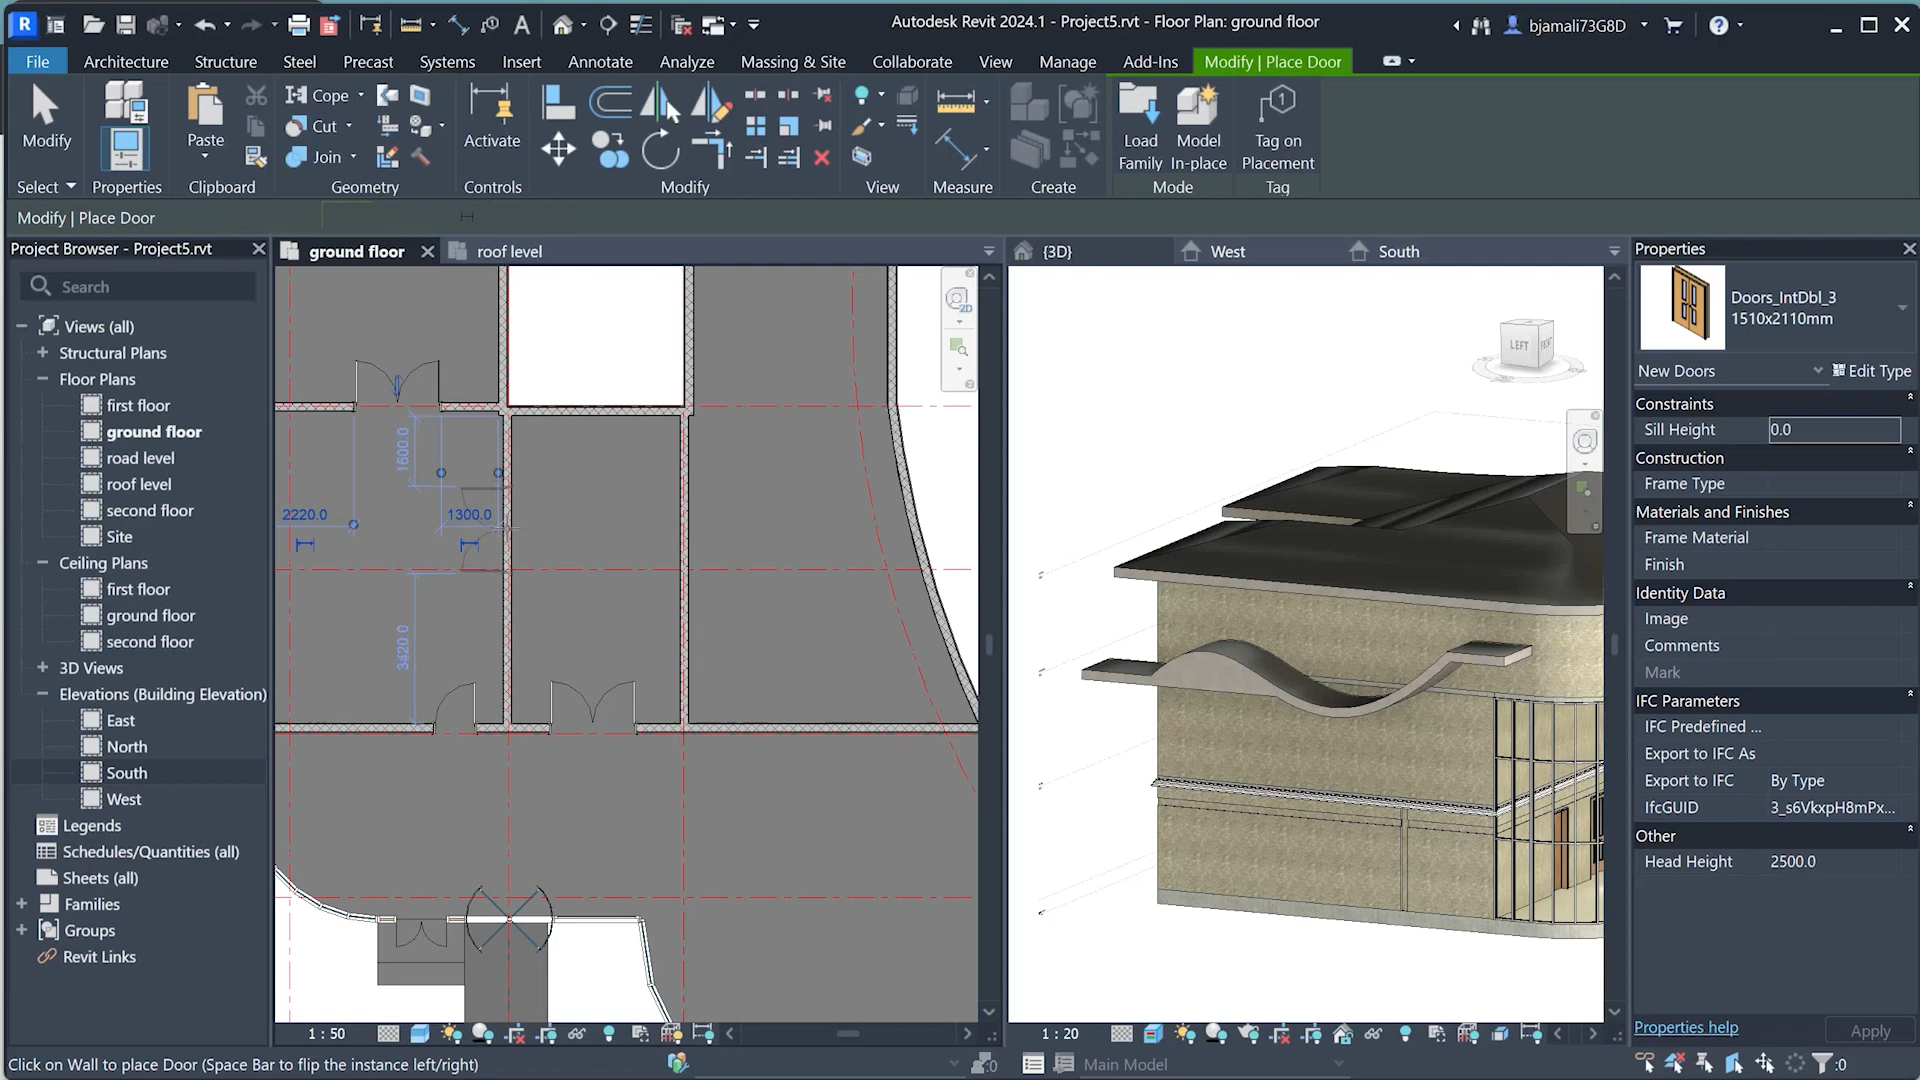 R
A
Autodesk Revit 2024.1 - Project5.rvt - Floor Plan: ground floor
bjamali73G8D
File
Architecture
Structure
Steel
Precast
Systems
Insert
Annotate
Analyze
Massing & Site
Collaborate
View
Manage
Add-Ins
Modify | Place Door
Modify
Paste
Cope
Cut
Join
Activate
Load
Family
Model
In-place
Tag on
Placement
Select
Properties
Clipboard
Geometry
Controls
Modify
View
Measure
Create
Mode
Tag
Modify | Place Door
Project Browser - Project5.rvt
Search
Views (all)
Structural Plans
Floor Plans
first floor
ground floor
road level
roof level
second floor
Site
Ceiling Plans
first floor
ground floor
second floor
3D Views
Elevations (Building Elevation)
East
North
South
West
Legends
Schedules/Quantities (all)
Sheets (all)
Families
Groups
Revit Links
ground floor
roof level
2D
1600.0
2220.0
1300.0
3420.0
1 : 50
{3D}
West
South
LEFT
1 : 20
Properties
Doors_IntDbl_3
1510x2110mm
New Doors
Edit Type
Constraints
Sill Height
0.0
Construction
Frame Type
Materials and Finishes
Frame Material
Finish
Identity Data
Image
Comments
Mark
IFC Parameters
IFC Predefined ...
Export to IFC As
Export to IFC
By Type
IfcGUID
3_s6VkxpH8mPx...
Other
Head Height
2500.0
Properties help
Apply
Click on Wall to place Door (Space Bar to flip the instance left/right)
:0
Main Model
:0